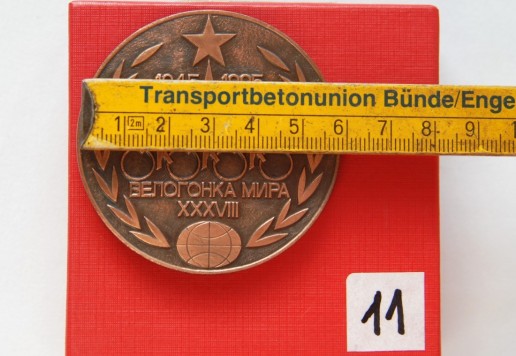 1945 1985
Transportbetonunion Bünde/Enge
1 2m 2 3 4 5 6 7 8 9 1
ВЕЛОГОНКА МИРА
XXXVIII
11